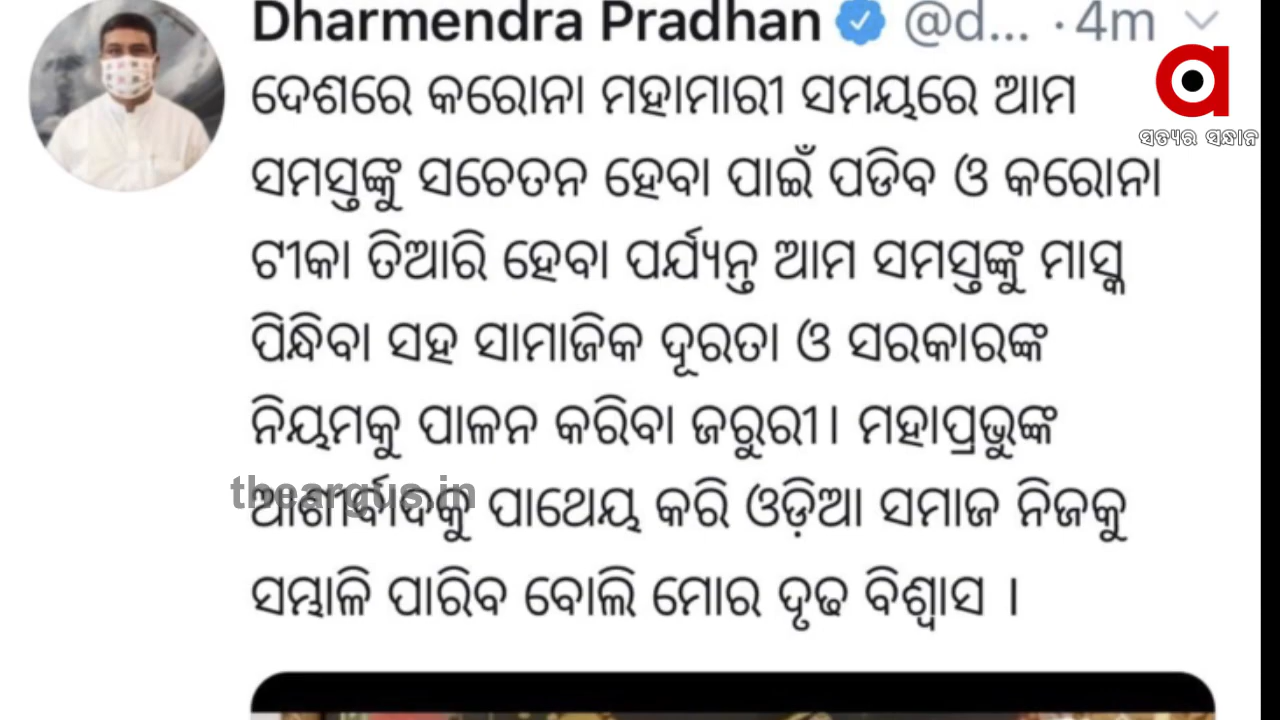 Dharmendra Pradhan @d... · 4m
ସତ୍ୟର ସନ୍ଧାନ
ଦେଶରେ କରୋନା ମହାମାରୀ ସମୟରେ ଆମ
ସମସ୍ତଙ୍କୁ ସଚେତନ ହେବା ପାଇଁ ପଡିବ ଓ କରୋନା
ଟୀକା ତିଆରି ହେବା ପର୍ଯ୍ୟନ୍ତ ଆମ ସମସ୍ତଙ୍କୁ ମାସ୍କ
ପିନ୍ଧିବା ସହ ସାମାଜିକ ଦୂରତା ଓ ସରକାରଙ୍କ
ନିୟମକୁ ପାଳନ କରିବା ଜରୁରୀ। ମହାପ୍ରଭୁଙ୍କ
ଆଶୀର୍ବାଦକୁ ପାଥେୟ କରି ଓଡ଼ିଆ ସମାଜ ନିଜକୁ
theargus.in
ସମ୍ଭାଳି ପାରିବ ବୋଲି ମୋର ଦୃଢ ବିଶ୍ୱାସ ।